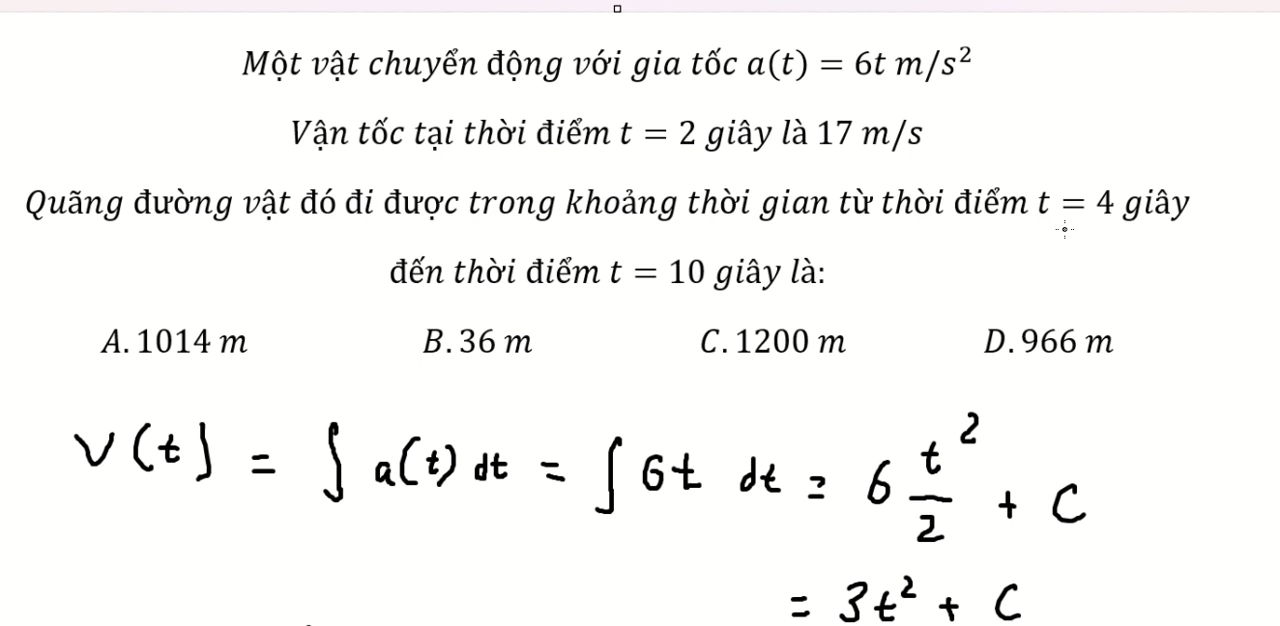 Một vật chuyển động với gia tốc a(t) = 6t m/s²
Vận tốc tại thời điểm t = 2 giây là 17 m/s
Quãng đường vật đó đi được trong khoảng thời gian từ thời điểm t = 4 giây
đến thời điểm t = 10 giây là:
A. 1014 m B. 36 m C. 1200 m D. 966 m
V(t) = ∫ a(t) dt = ∫ 6t dt = 6 t²/2 + C
= 3t² + C